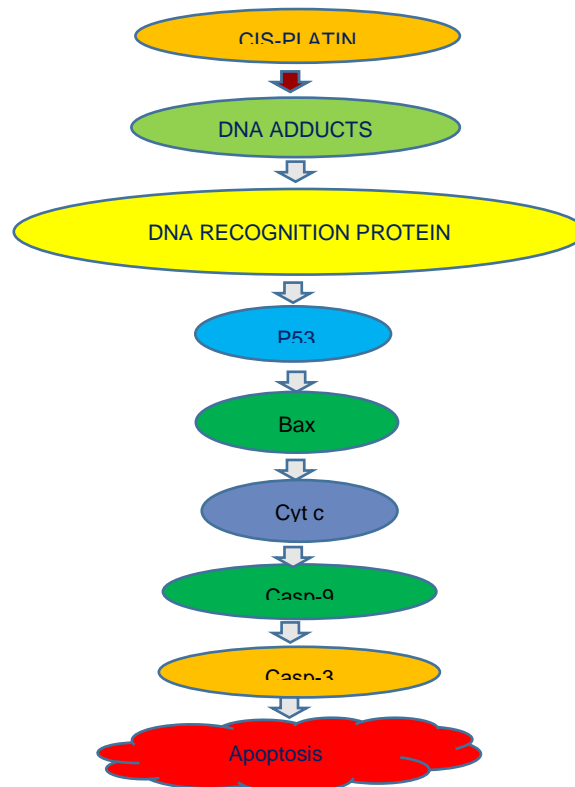 CIS-PLATIN
DNA ADDUCTS
DNA RECOGNITION PROTEIN
P53
Bax
Cyt c
Casp-9
Casp-3
Apoptosis